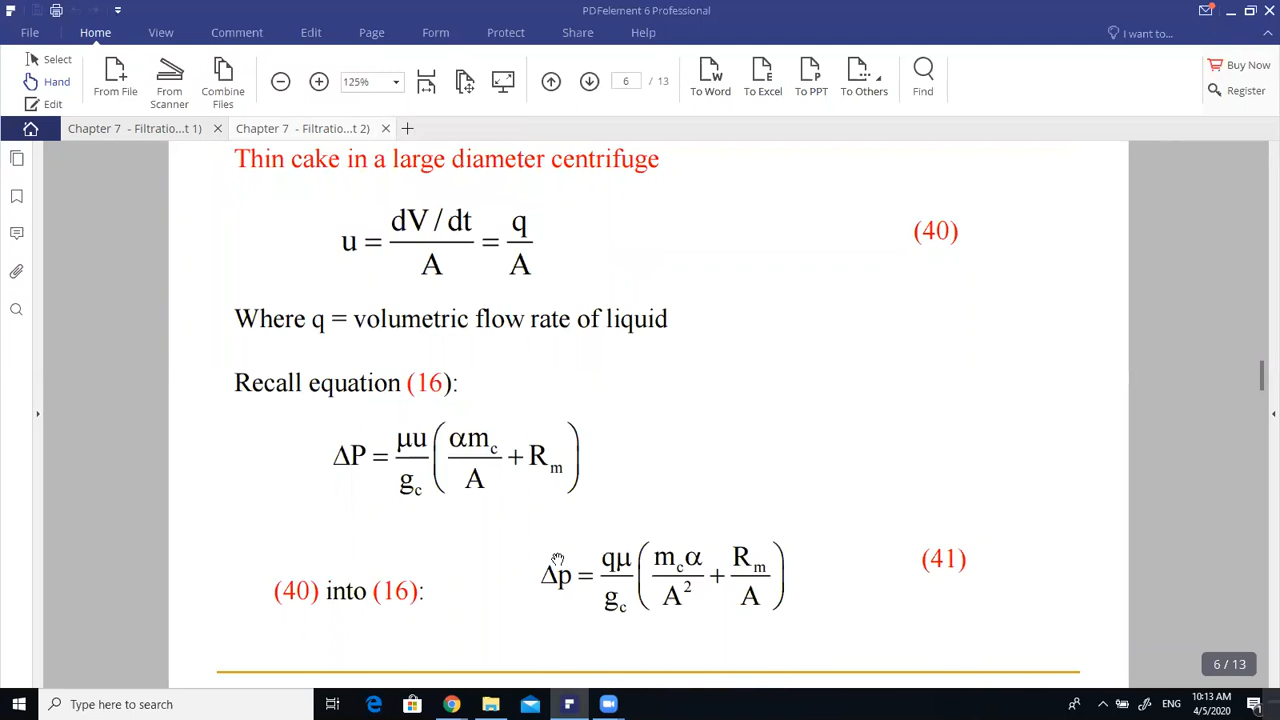 PDFelement 6 Professional
File Home View Comment Edit Page Form Protect Share Help I want to...
Select
Hand
Edit
From File
From Scanner
Combine Files
125%
6 / 13
To Word
To Excel
To PPT
To Others
Find
Buy Now
Register
Chapter 7 - Filtratio...t 1) × Chapter 7 - Filtratio...t 2) × +
Thin cake in a large diameter centrifuge
u = (dV / dt) / A = q / A (40)
Where q = volumetric flow rate of liquid
Recall equation (16):
ΔP = μu / g_c (αm_c / A + R_m)
(40) into (16): Δp = qμ / g_c (m_cα / A² + R_m / A) (41)
6 / 13
Type here to search
ENG
10:13 AM
4/5/2020